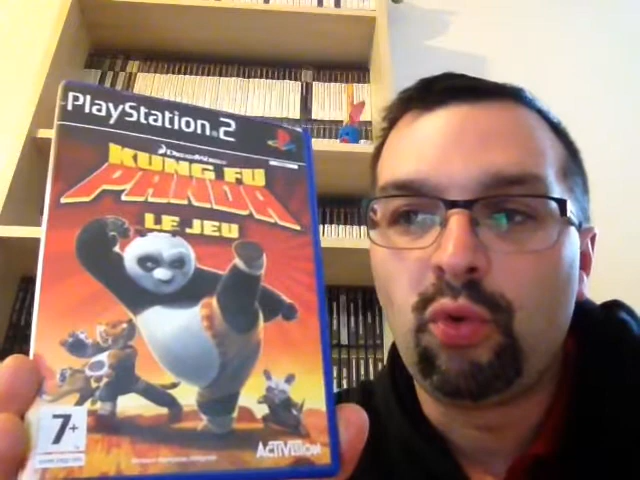 PlayStation®2
DreamWorks
KUNG FU
PANDA
LE JEU
7+
ACTIVISION